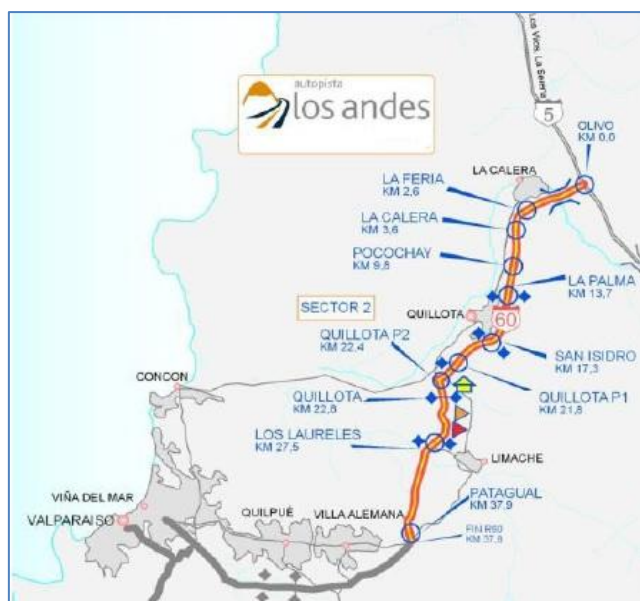 autopista
los andes
Los Vilos, La Serena
5
OLIVO
KM 0,0
LA CALERA
LA FERIA
KM 2,6
LA CALERA
KM 3,6
POCOCHAY
KM 9,8
LA PALMA
KM 13,7
SECTOR 2
QUILLOTA
60
QUILLOTA P2
KM 22,4
SAN ISIDRO
KM 17,3
CONCON
QUILLOTA
KM 22,8
QUILLOTA P1
KM 21,8
LOS LAURELES
KM 27,5
LIMACHE
VIÑA DEL MAR
VALPARAISO
QUILPUÉ
VILLA ALEMANA
PATAGUAL
KM 37,9
FIN R60
KM 37,9